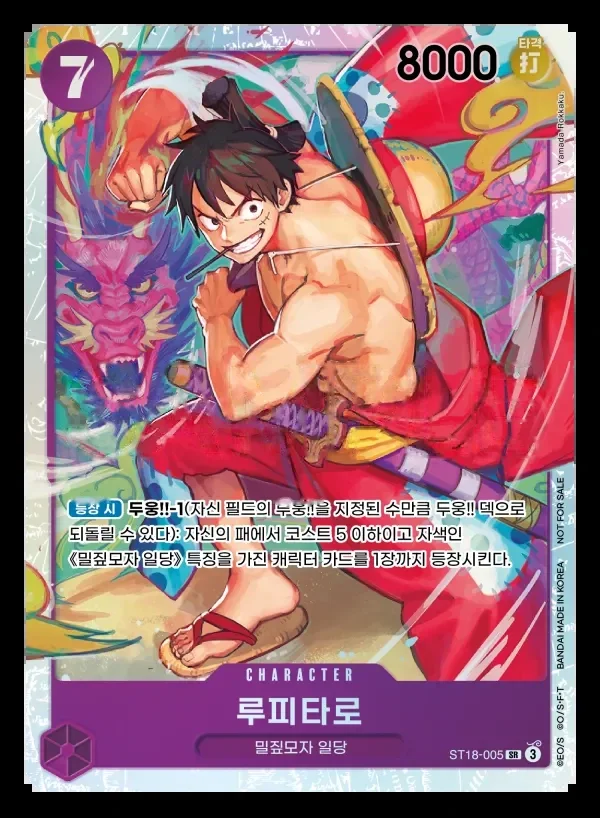 7
8000
타격
打
Yamada Rokkaku
등장 시 두웅!!-1(자신 필드의 두웅!!을 지정된 수만큼 두웅!! 덱으로
되돌릴 수 있다): 자신의 패에서 코스트 5 이하이고 자색인
《밀짚모자 일당》 특징을 가진 캐릭터 카드를 1장까지 등장시킨다.
©EO/S ©O/S·F·T BANDAI MADE IN KOREA NOT FOR SALE
CHARACTER
루피타로
밀짚모자 일당
ST18-005 SR 3